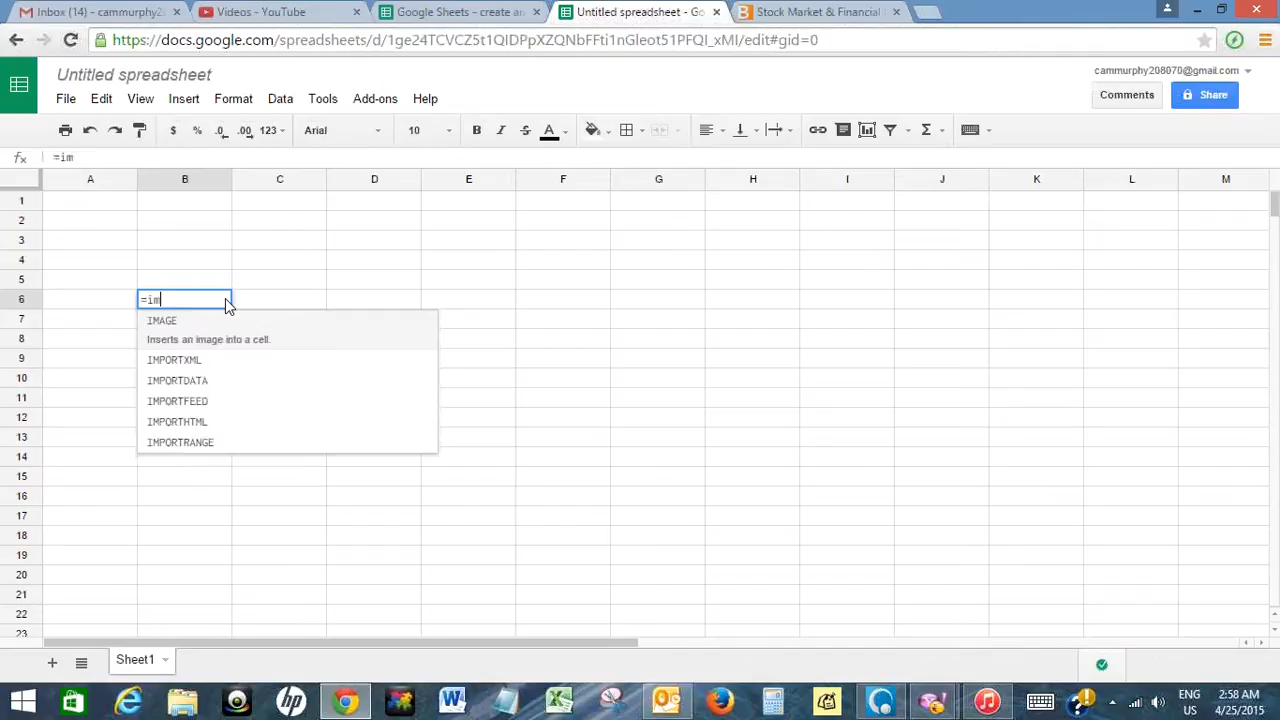 Inbox (14) - cammurphy2
Videos - YouTube
Google Sheets - create an
Untitled spreadsheet - Go
Stock Market & Financial
https://docs.google.com/spreadsheets/d/1ge24TCVCZ5t1QIDPpXZQNbFFti1nGleot51PFQI_xMI/edit#gid=0
Untitled spreadsheet
cammurphy208070@gmail.com
File Edit View Insert Format Data Tools Add-ons Help
Comments Share
$ % .0 .00 123 Arial 10 B I S A Σ
fx =im
A B C D E F G H I J K L M
1
2
3
4
5
6 =im
7 IMAGE
8 Inserts an image into a cell.
9 IMPORTXML
10 IMPORTDATA
11 IMPORTFEED
12 IMPORTHTML
13 IMPORTRANGE
14
15
16
17
18
19
20
21
22
23
Sheet1
ENG 2:58 AM
US 4/25/2015